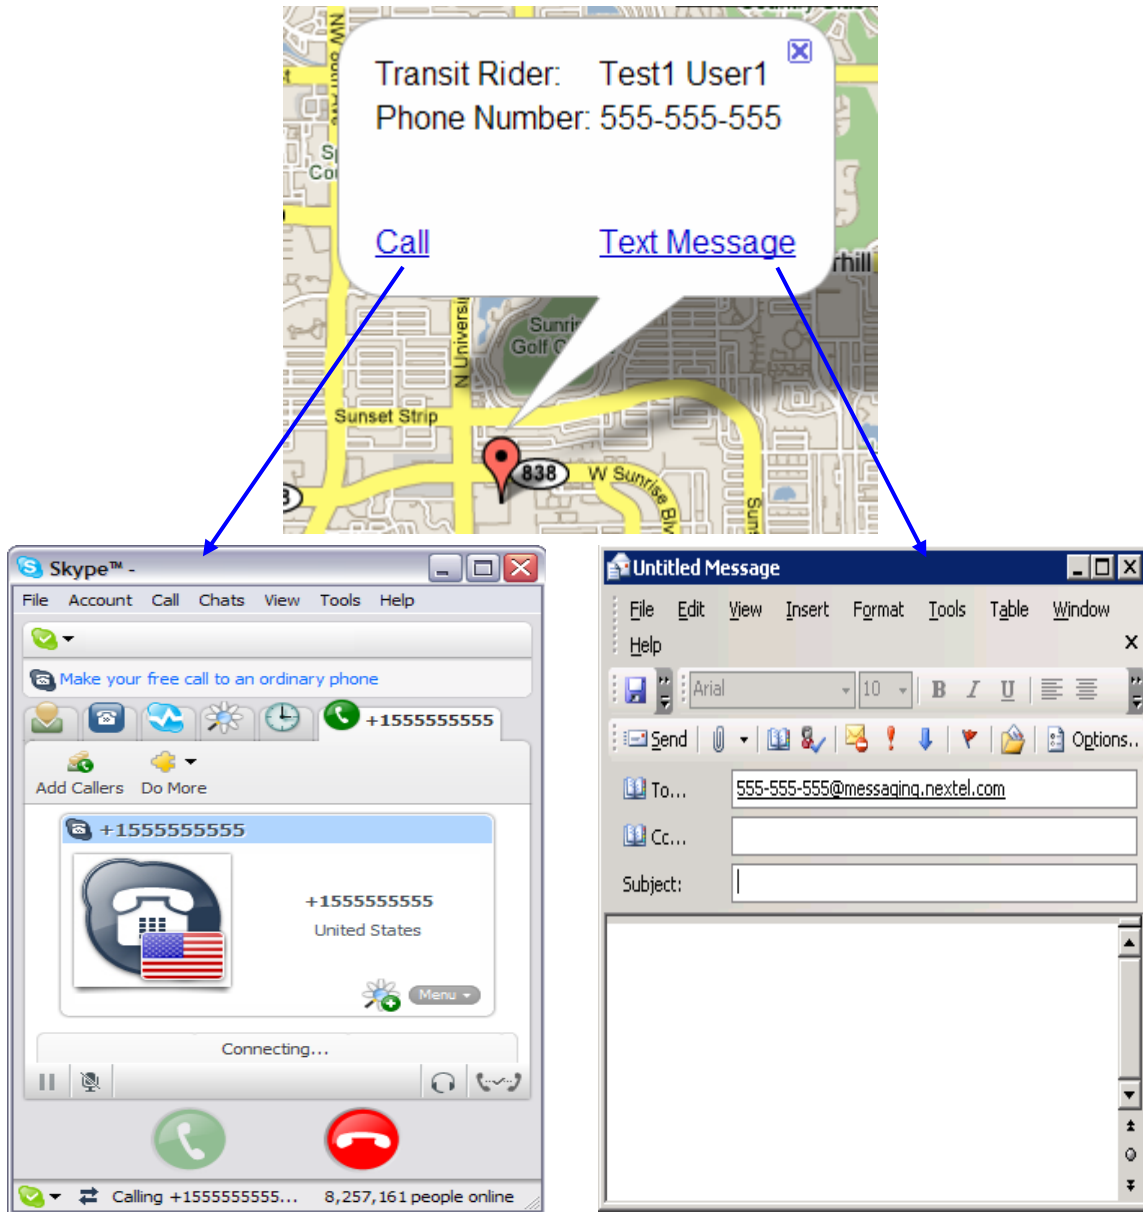 Transit Rider: Test1 User1
Phone Number: 555-555-555
Call Text Message
Sunset Strip
838
W Sunrise Blv
Skype™ -
File Account Call Chats View Tools Help
Make your free call to an ordinary phone
+1555555555
Add Callers Do More
+1555555555
+1555555555
United States
Menu
Connecting...
Calling +1555555555... 8,257,161 people online
Untitled Message
File Edit View Insert Format Tools Table Window
Help
Arial 10 B I U
Send Options..
To... 555-555-555@messaging.nextel.com
Cc...
Subject: